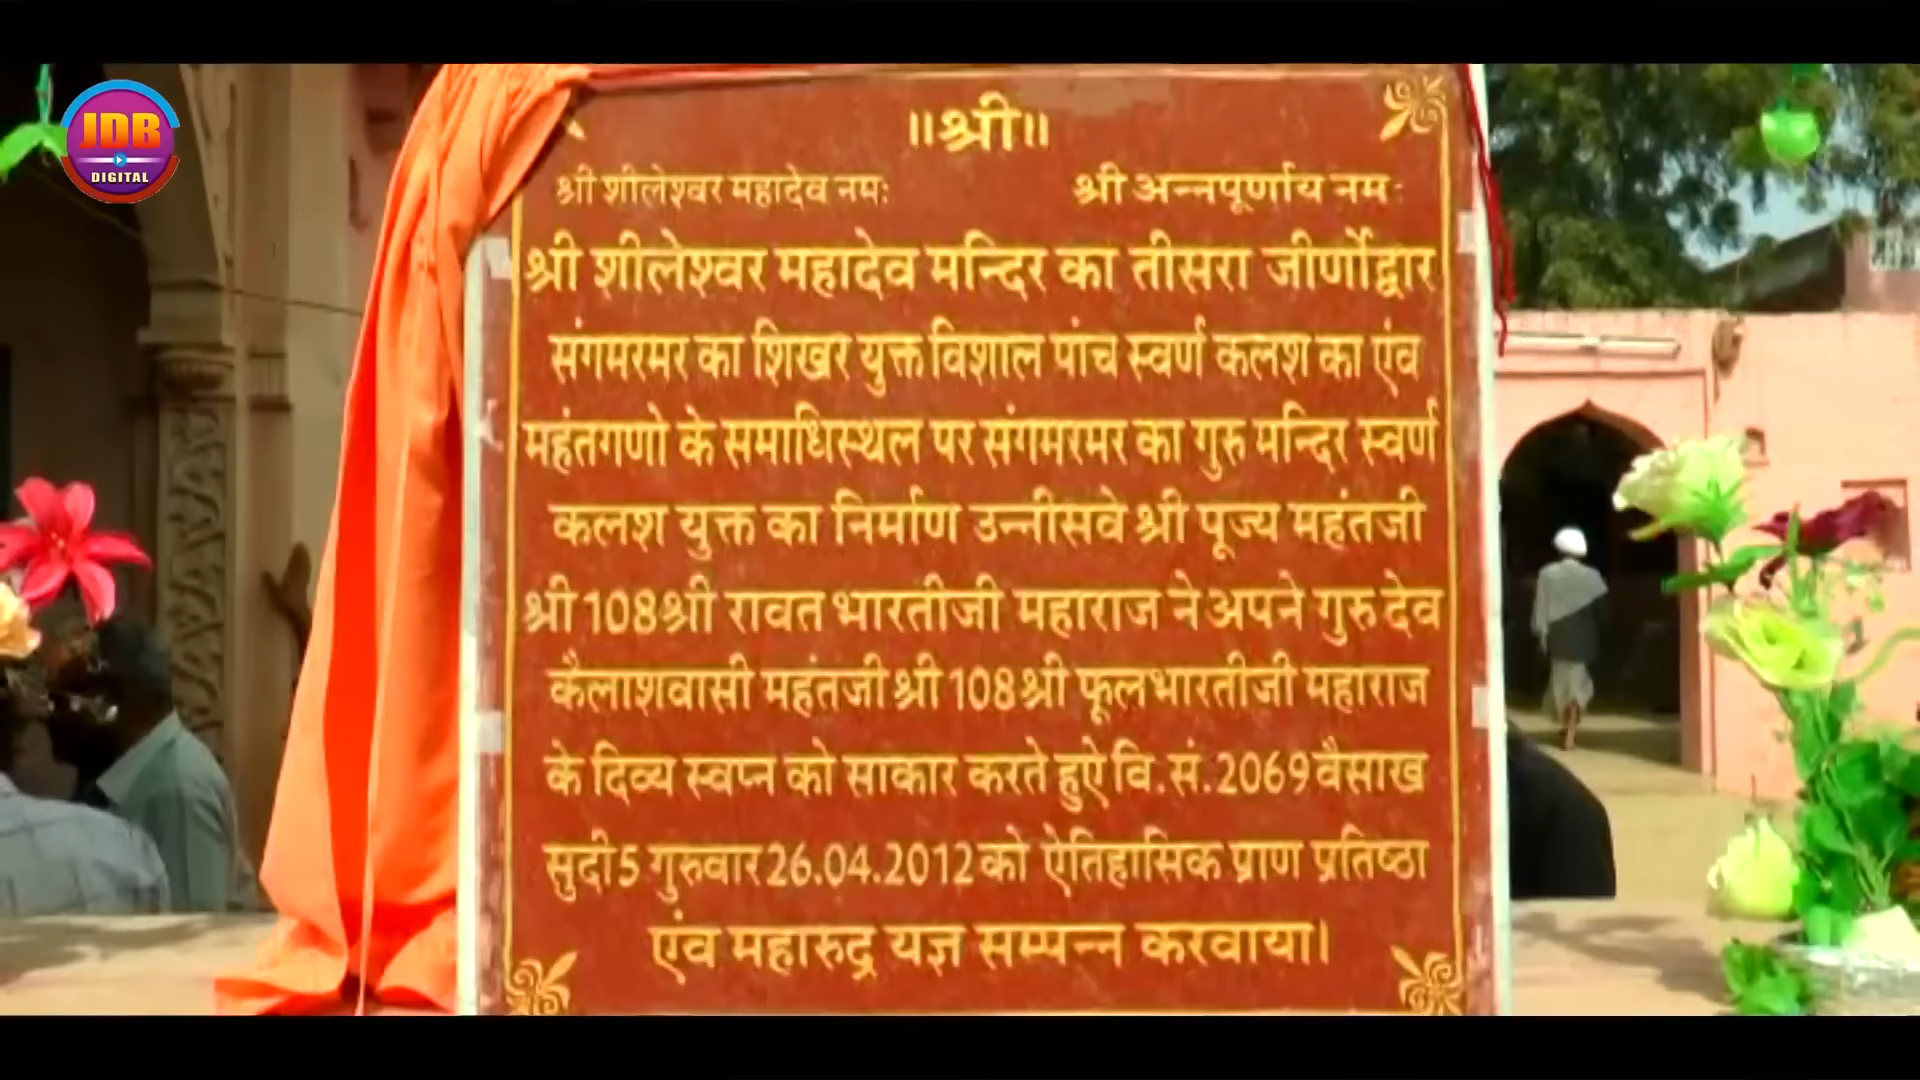 JDB
DIGITAL
॥श्री॥
श्री शीलेश्वर महादेव नमः श्री अन्नपूर्णाय नमः
श्री शीलेश्वर महादेव मन्दिर का तीसरा जीर्णोद्वार
संगमरमर का शिखर युक्त विशाल पांच स्वर्ण कलश का एंव
महंतगणो के समाधिस्थल पर संगमरमर का गुरु मन्दिर स्वर्ण
कलश युक्त का निर्माण उन्नीसवे श्री पूज्य महंतजी
श्री 108 श्री रावत भारतीजी महाराज ने अपने गुरु देव
कैलाशवासी महंतजी श्री 108 श्री फूलभारतीजी महाराज
के दिव्य स्वप्न को साकार करते हुऐ वि.सं.2069 वैसाख
सुदी 5 गुरुवार 26.04.2012 को ऐतिहासिक प्राण प्रतिष्ठा
एंव महारुद्र यज्ञ सम्पन्न करवाया।